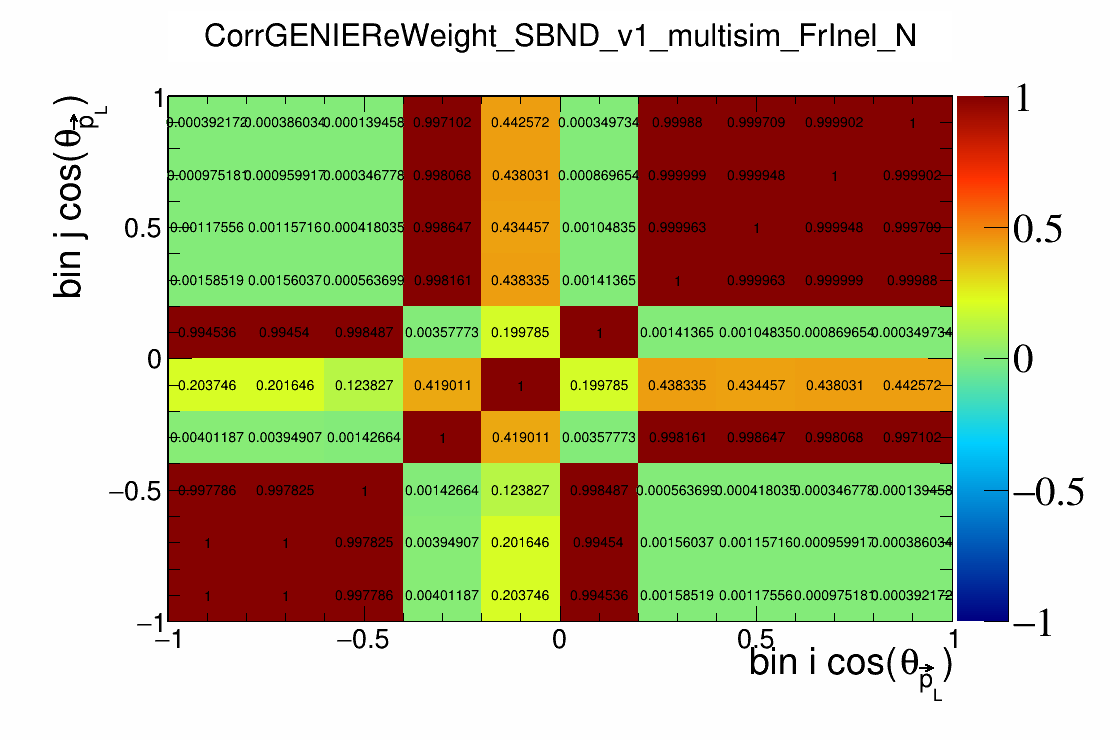 CorrGENIEReWeight_SBND_v1_multisim_FrInel_N
bin j cos(θ_p⃗_L)
1
0.000392172 0.000386034 0.000139458 0.997102 0.442572 0.000349734 0.99988 0.999709 0.999902 1
0.000975181 0.000959917 0.000346778 0.998068 0.438031 0.000869654 0.999999 0.999948 1 0.999902
0.5
0.00117556 0.00115716 0.000418035 0.998647 0.434457 0.00104835 0.999963 1 0.999948 0.999709
0.00158519 0.00156037 0.000563699 0.998161 0.438335 0.00141365 1 0.999963 0.999999 0.99988
0.994536 0.99454 0.998487 0.00357773 0.199785 1 0.00141365 0.00104835 0.000869654 0.000349734
0
0.203746 0.201646 0.123827 0.419011 1 0.199785 0.438335 0.434457 0.438031 0.442572
0.00401187 0.00394907 0.00142664 1 0.419011 0.00357773 0.998161 0.998647 0.998068 0.997102
−0.5
0.997786 0.997825 1 0.00142664 0.123827 0.998487 0.000563699 0.000418035 0.000346778 0.000139458
1 1 0.997825 0.00394907 0.201646 0.99454 0.00156037 0.00115716 0.000959917 0.000386034
1 1 0.997786 0.00401187 0.203746 0.994536 0.00158519 0.00117556 0.000975181 0.000392172
−1
−1 −0.5 0 0.5 1
bin i cos(θ_p⃗_L)
1
0.5
0
−0.5
−1